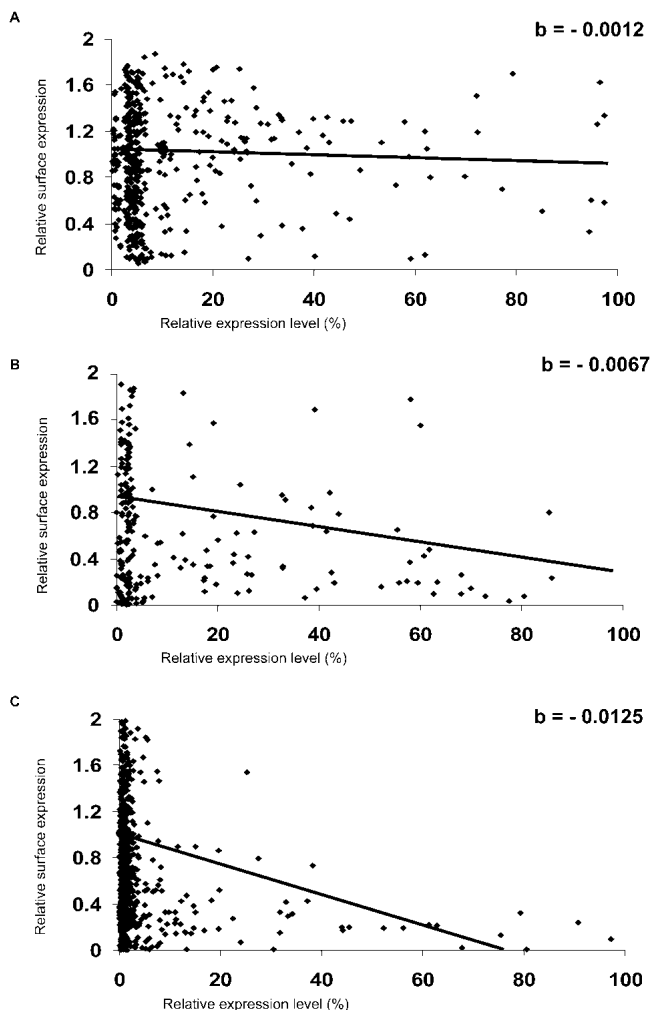 A
b = - 0.0012
2
1.6
1.2
0.8
0.4
0
Relative surface expression
0 20 40 60 80 100
Relative expression level (%)
B
b = - 0.0067
2
1.6
1.2
0.8
0.4
0
Relative surface expression
0 20 40 60 80 100
Relative expression level (%)
C
b = - 0.0125
2
1.6
1.2
0.8
0.4
0
Relative surface expression
0 20 40 60 80 100
Relative expression level (%)